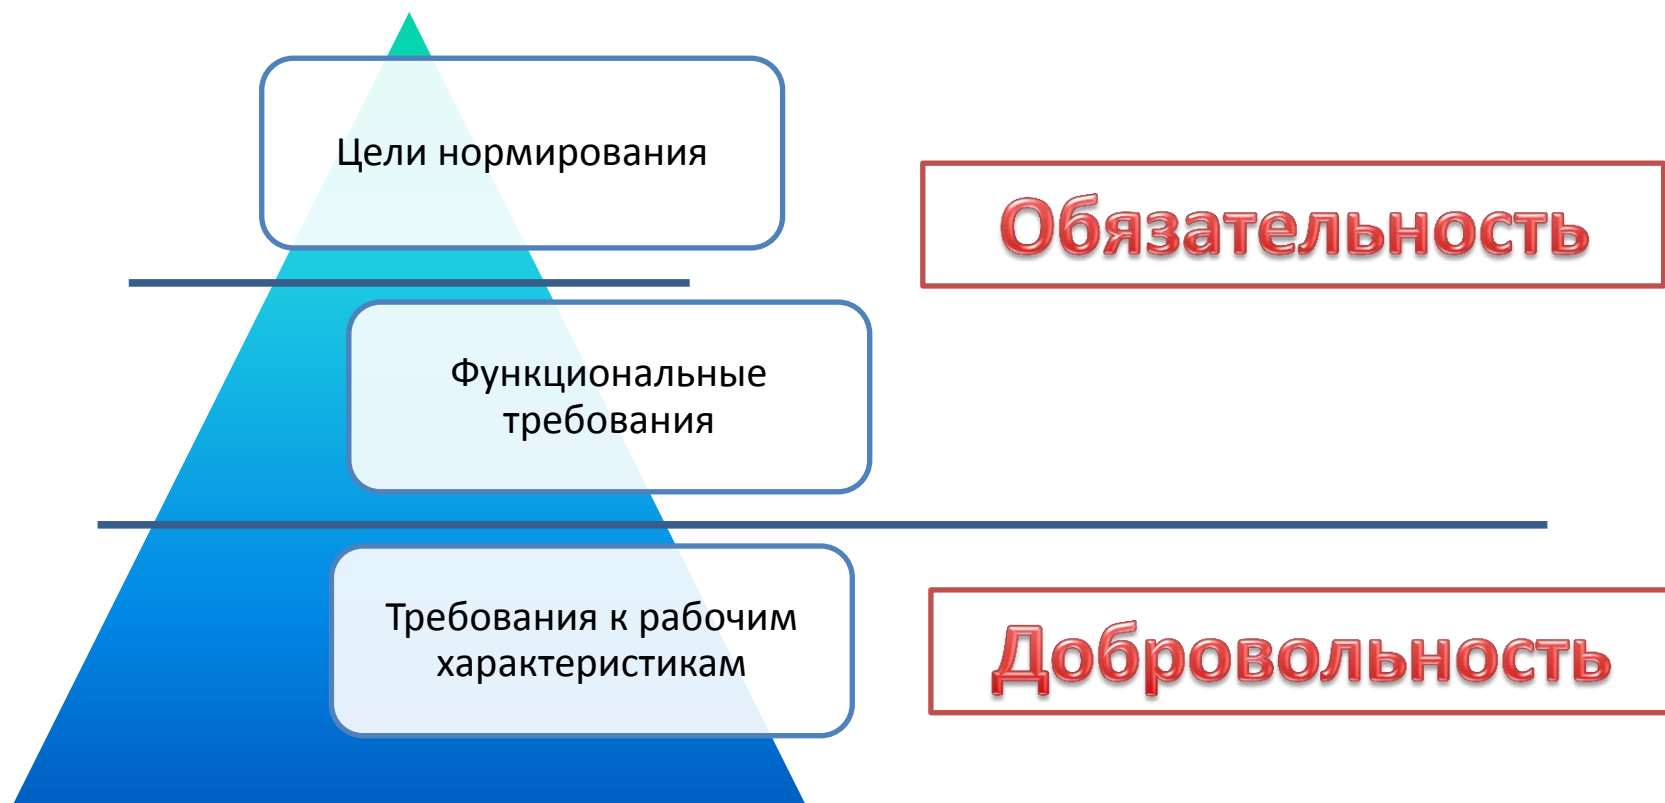 Цели нормирования
Обязательность
Функциональные
требования
Требования к рабочим
характеристикам
Добровольность